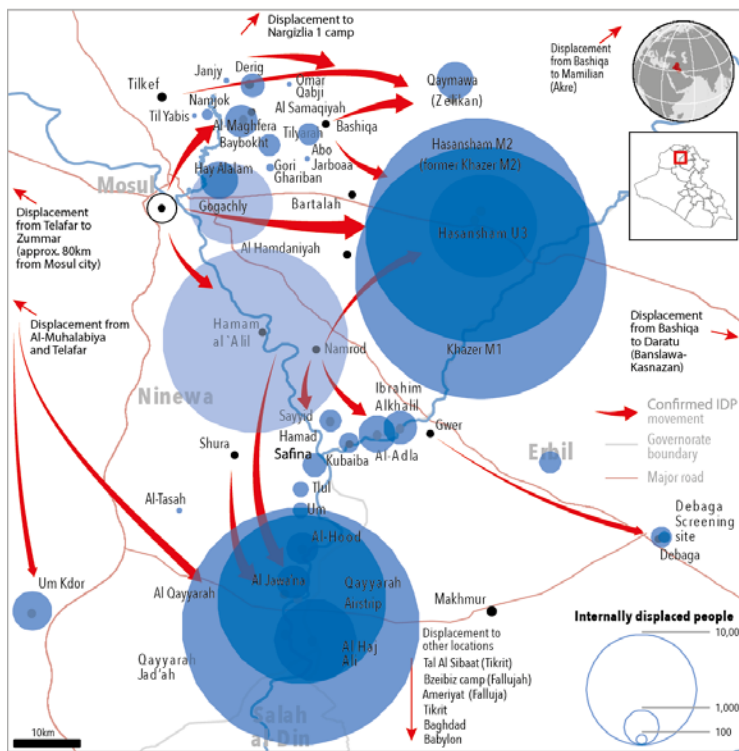 Displacement to
Nargizlia 1 camp
Displacement
from Bashiqa
to Mamilian
(Akre)
Janjy
Derig
Omar
Qabji
Tilkef
Qaymawa
(Zelikan)
Namjok
Al Samaqiyah
Til Yabis
Al-Maghfera
Tilyarah
Bashiqa
Baybokht
Abo
Jarboaa
Hasansham M2
(former Khazer M2)
Gori
Ghariban
Hay Alalam
Mosul
Gogachly
Bartalah
Displacement
from Telafar to
Zummar
(approx. 80km
from Mosul city)
Hasansham U3
Al Hamdaniyah
Displacement from
Al-Muhalabiya
and Telafar
Displacement
from Bashiqa
to Daratu
(Banslawa-
Kasnazan)
Hamam
al 'Alil
Namrod
Khazer M1
Ninewa
Ibrahim
Alkhalil
Confirmed IDP
movement
Sayyid
Hamad
Gwer
Governorate
boundary
Shura
Safina
Kubaiba
Al-Adla
Erbil
Major road
Al-Tasah
Tlul
Um
Al-Hood
Debaga
Screening
site
Debaga
Um Kdor
Al Qayyarah
Al Jawaina
Qayyarah
Airstrip
Makhmur
Internally displaced people
10,00
1,000
100
Al Haj
Ali
Qayyarah
Jad'ah
Displacement to
other locations
Tal Al Sibaat (Tikrit)
Bzeibiz camp (Fallujah)
Ameriyat (Falluja)
Tikrit
Baghdad
Babylon
Salah
al-Din
10km